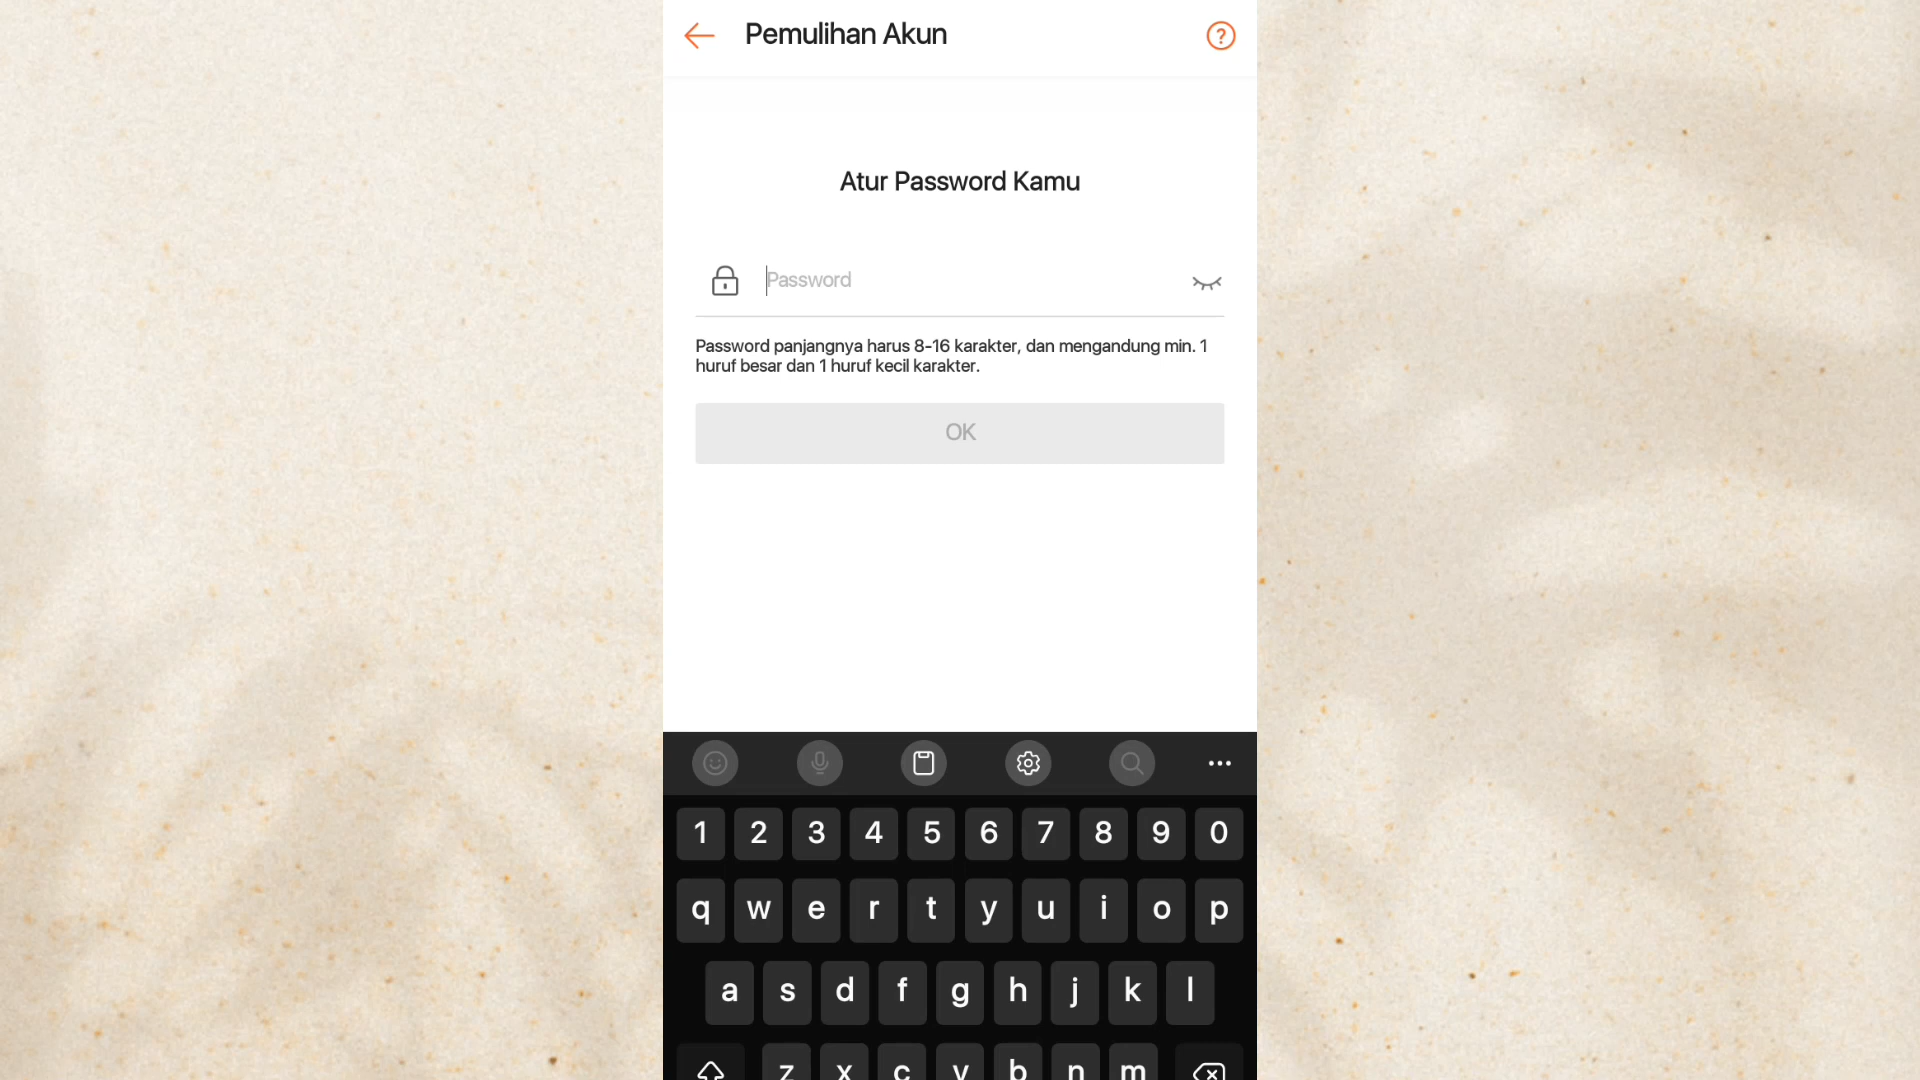 Pemulihan Akun
?
Atur Password Kamu
Password
Password panjangnya harus 8-16 karakter, dan mengandung min. 1
huruf besar dan 1 huruf kecil karakter.
OK
1 2 3 4 5 6 7 8 9 0
q w e r t y u i o p
a s d f g h j k l
z x c v b n m